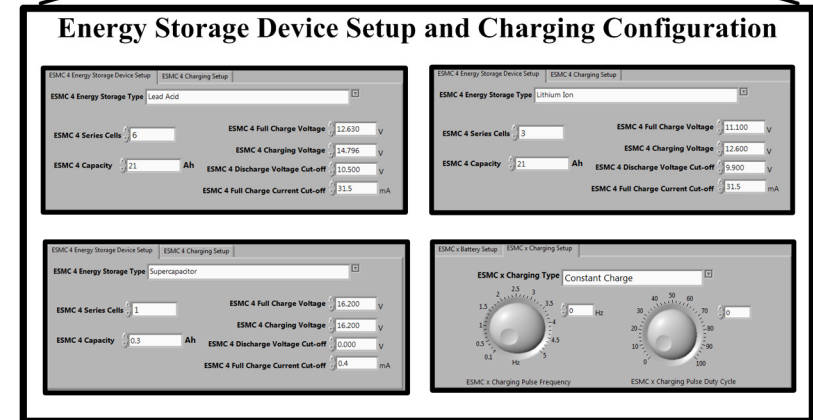 Energy Storage Device Setup and Charging Configuration
ESMC 4 Energy Storage Device Setup ESMC 4 Charging Setup
ESMC 4 Energy Storage Type Lead Acid
ESMC 4 Series Cells 6
ESMC 4 Full Charge Voltage 12.630 V
ESMC 4 Charging Voltage 14.796 V
ESMC 4 Capacity 21 Ah
ESMC 4 Discharge Voltage Cut-off 10.500 V
ESMC 4 Full Charge Current Cut-off 31.5 mA
ESMC 4 Energy Storage Device Setup ESMC 4 Charging Setup
ESMC 4 Energy Storage Type Lithium Ion
ESMC 4 Series Cells 3
ESMC 4 Full Charge Voltage 11.100 V
ESMC 4 Charging Voltage 12.600 V
ESMC 4 Capacity 21 Ah
ESMC 4 Discharge Voltage Cut-off 9.900 V
ESMC 4 Full Charge Current Cut-off 31.5 mA
ESMC 4 Energy Storage Device Setup ESMC 4 Charging Setup
ESMC 4 Energy Storage Type Supercapacitor
ESMC 4 Series Cells 1
ESMC 4 Full Charge Voltage 16.200 V
ESMC 4 Charging Voltage 16.200 V
ESMC 4 Capacity 0.3 Ah
ESMC 4 Discharge Voltage Cut-off 0.000 V
ESMC 4 Full Charge Current Cut-off 0.4 mA
ESMC x Battery Setup ESMC x Charging Setup
ESMC x Charging Type Constant Charge
0.1 0.5 1 1.5 2 2.5 3 3.5 4 4.5 5
Hz
0 Hz
0 10 20 30 40 50 60 70 80 90 100
0
ESMC x Charging Pulse Frequency
ESMC x Charging Pulse Duty Cycle